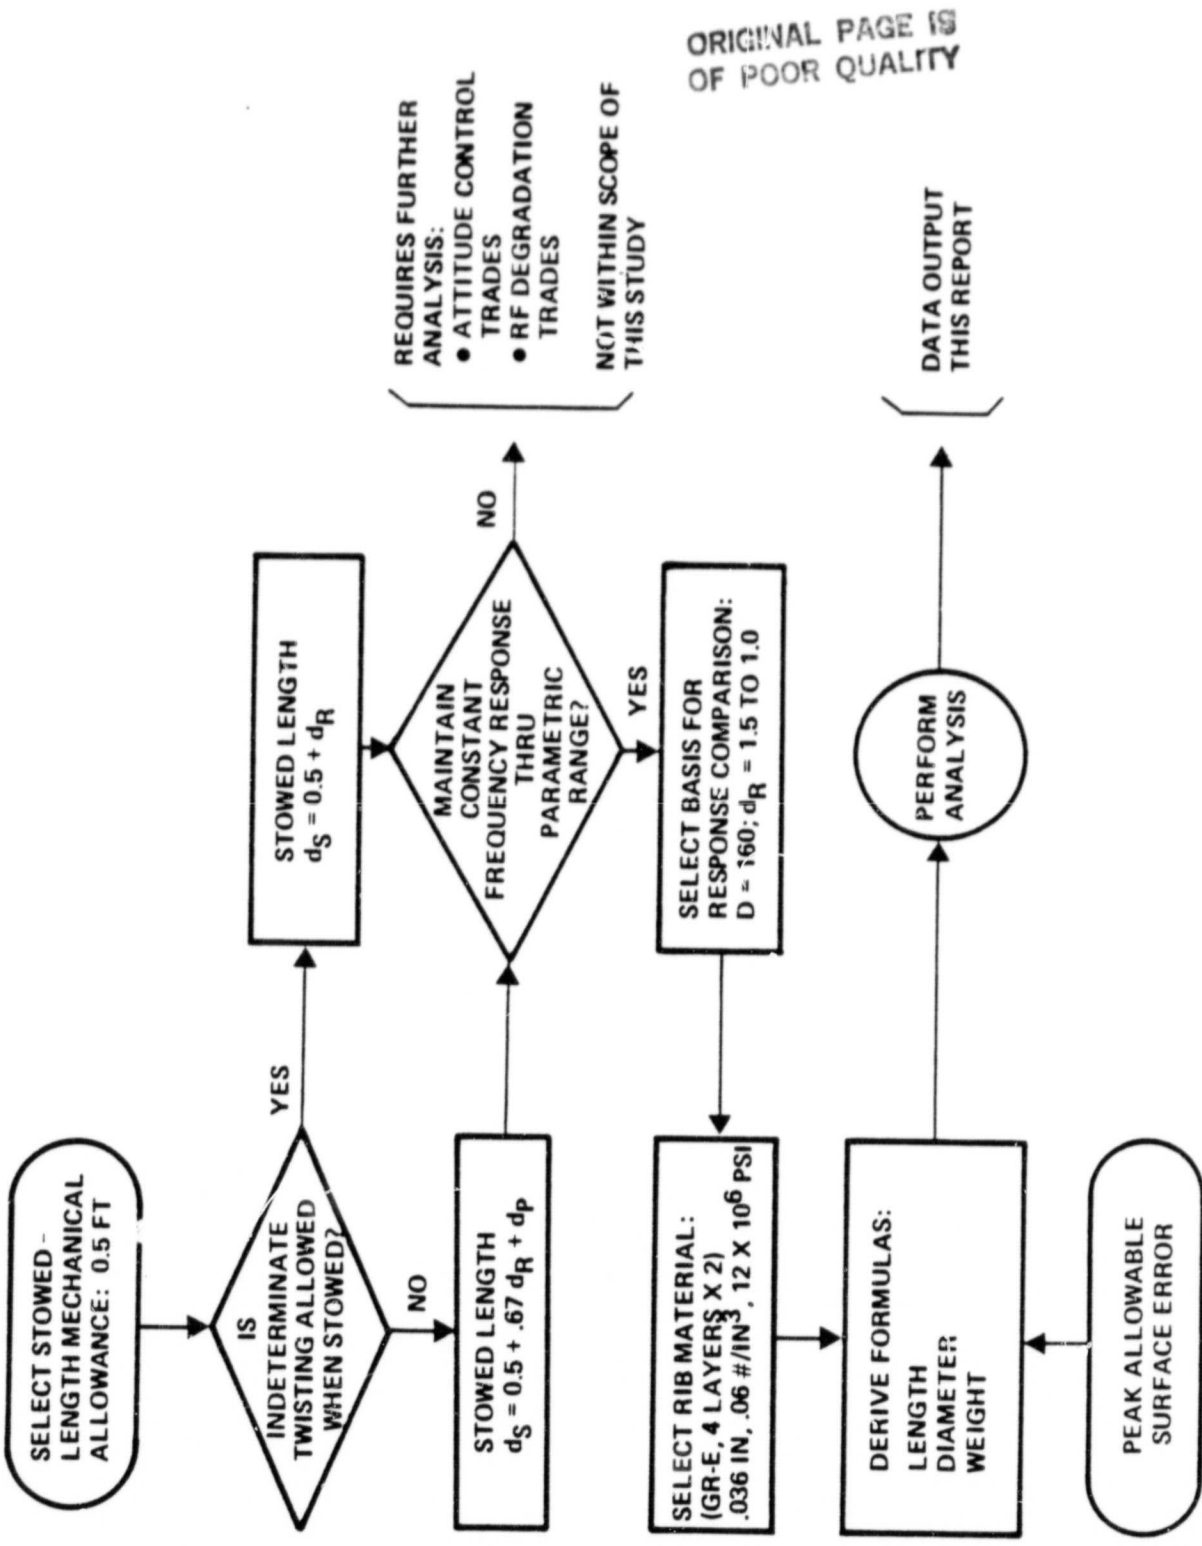 ORIGINAL PAGE IS
OF POOR QUALITY
SELECT STOWED-
LENGTH MECHANICAL
ALLOWANCE: 0.5 FT
IS
INDETERMINATE
TWISTING ALLOWED
WHEN STOWED?
YES
NO
STOWED LENGTH
dS = 0.5 + dR
STOWED LENGTH
dS = 0.5 + .67 dR + dP
MAINTAIN
CONSTANT
FREQUENCY RESPONSE
THRU
PARAMETRIC
RANGE?
NO
YES
REQUIRES FURTHER
ANALYSIS:
● ATTITUDE CONTROL
TRADES
● RF DEGRADATION
TRADES
NOT WITHIN SCOPE OF
THIS STUDY
SELECT BASIS FOR
RESPONSE COMPARISON:
D = 160; dR = 1.5 TO 1.0
SELECT RIB MATERIAL:
(GR-E, 4 LAYERS X 2)
.036 IN, .06 #/IN³, 12 X 10⁶ PSI
DERIVE FORMULAS:
LENGTH
DIAMETER
WEIGHT
PERFORM
ANALYSIS
DATA OUTPUT
THIS REPORT
PEAK ALLOWABLE
SURFACE ERROR